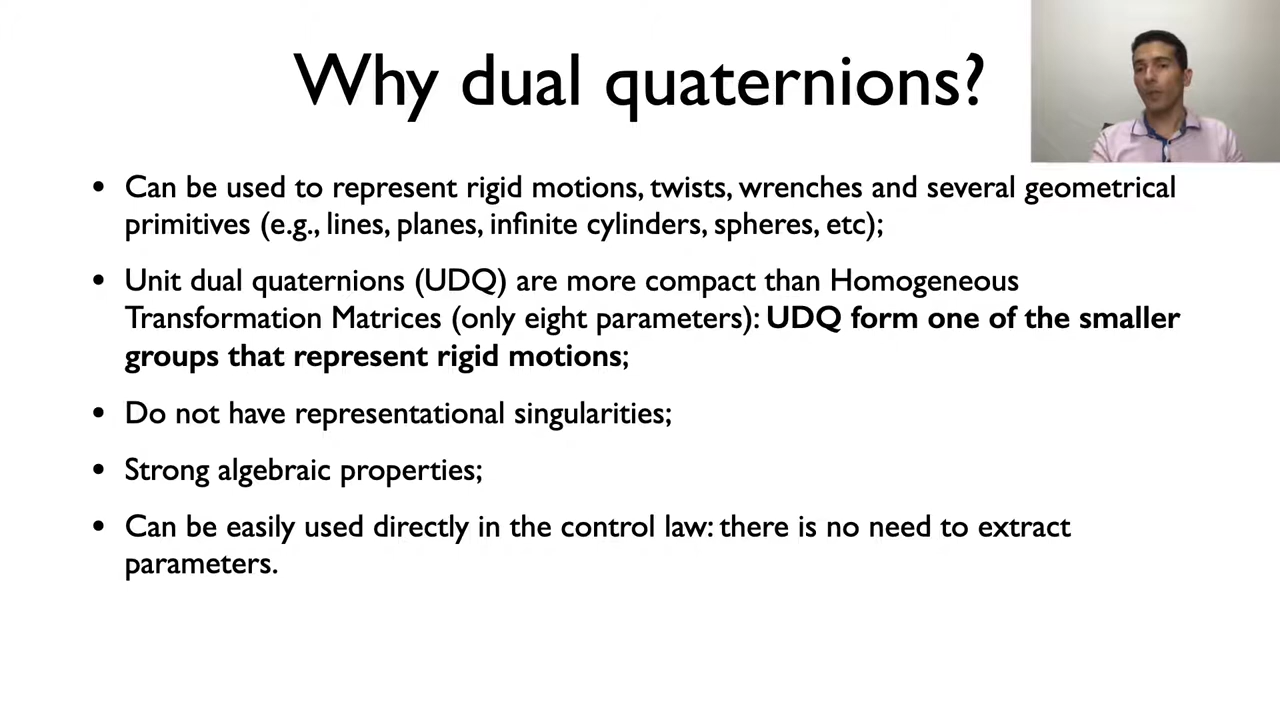 Why dual quaternions?
• Can be used to represent rigid motions, twists, wrenches and several geometrical
primitives (e.g., lines, planes, infinite cylinders, spheres, etc);
• Unit dual quaternions (UDQ) are more compact than Homogeneous
Transformation Matrices (only eight parameters): UDQ form one of the smaller
groups that represent rigid motions;
• Do not have representational singularities;
• Strong algebraic properties;
• Can be easily used directly in the control law: there is no need to extract
parameters.